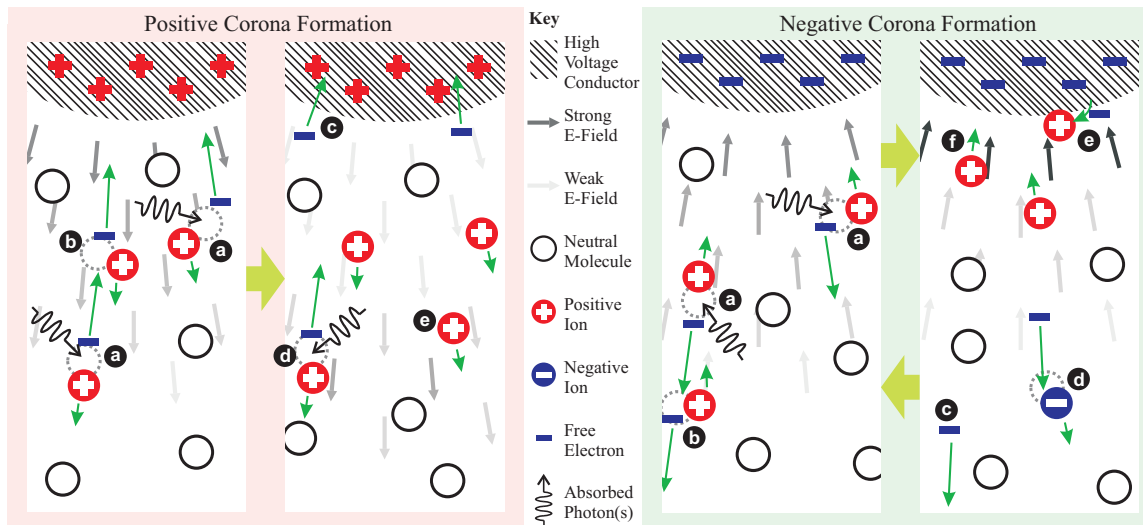 Positive Corona Formation
b
a
a
c
d
e
Key
High
Voltage
Conductor
Strong
E-Field
Weak
E-Field
Neutral
Molecule
Positive
Ion
Negative
Ion
Free
Electron
Absorbed
Photon(s)
Negative Corona Formation
a
a
b
f
e
d
c